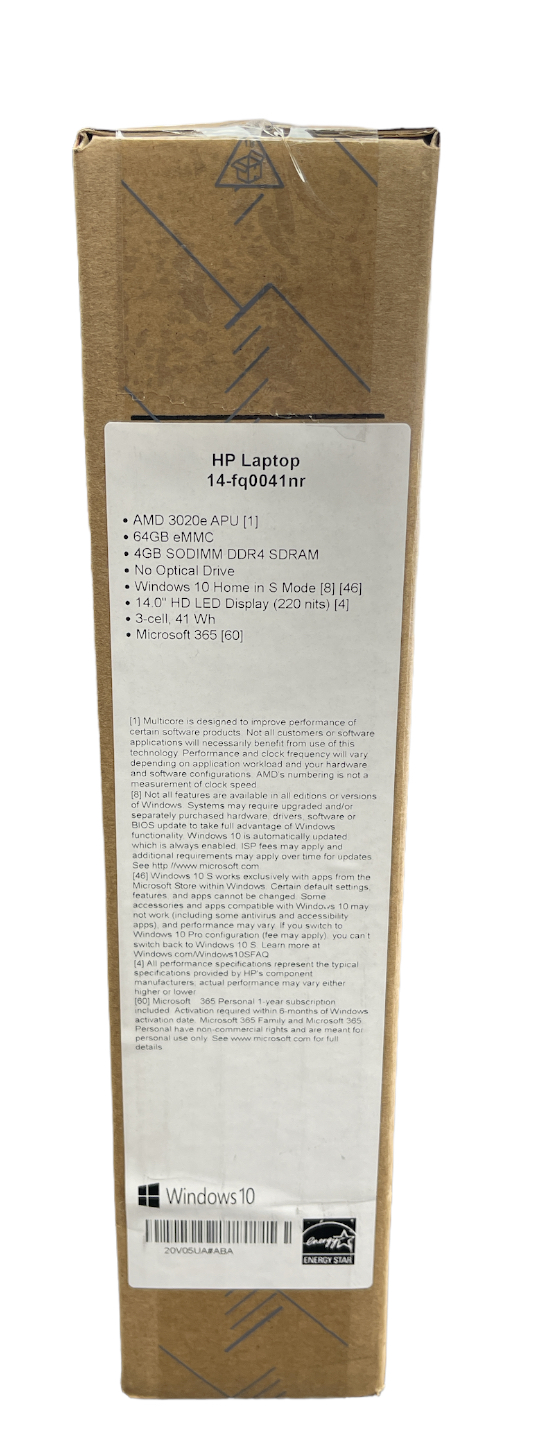 HP Laptop
14-fq0041nr
• AMD 3020e APU [1]
• 64GB eMMC
• 4GB SODIMM DDR4 SDRAM
• No Optical Drive
• Windows 10 Home in S Mode [8] [46]
• 14.0" HD LED Display (220 nits) [4]
• 3-cell, 41 Wh
• Microsoft 365 [60]
[1] Multicore is designed to improve performance of
certain software products. Not all customers or software
applications will necessarily benefit from use of this
technology. Performance and clock frequency will vary
depending on application workload and your hardware
and software configurations. AMD's numbering is not a
measurement of clock speed.
[8] Not all features are available in all editions or versions
of Windows. Systems may require upgraded and/or
separately purchased hardware, drivers, software or
BIOS update to take full advantage of Windows
functionality. Windows 10 is automatically updated,
which is always enabled. ISP fees may apply and
additional requirements may apply over time for updates.
See http://www.microsoft.com
[46] Windows 10 S works exclusively with apps from the
Microsoft Store within Windows. Certain default settings,
features, and apps cannot be changed. Some
accessories and apps compatible with Windows 10 may
not work (including some antivirus and accessibility
apps), and performance may vary. If you switch to
Windows 10 Pro configuration (fee may apply), you can't
switch back to Windows 10 S. Learn more at
Windows.com/Windows10SFAQ
[4] All performance specifications represent the typical
specifications provided by HP's component
manufacturers; actual performance may vary either
higher or lower.
[60] Microsoft 365 Personal 1-year subscription
included. Activation required within 6-months of Windows
activation date. Microsoft 365 Family and Microsoft 365
Personal have non-commercial rights and are meant for
personal use only. See www.microsoft.com for full
details.
Windows 10
20V05UA#ABA
energy
ENERGY STAR